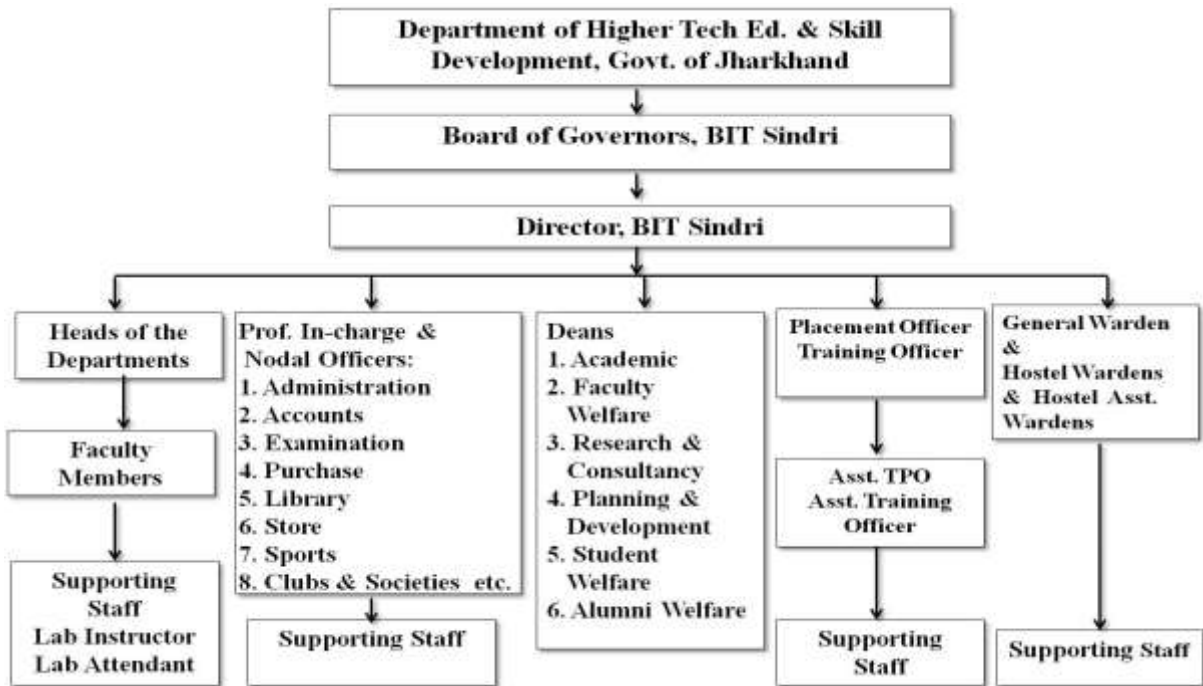 Department of Higher Tech Ed. & Skill
Development, Govt. of Jharkhand
Board of Governors, BIT Sindri
Director, BIT Sindri
Heads of the
Departments
Faculty
Members
Supporting
Staff
Lab Instructor
Lab Attendant
Prof. In-charge &
Nodal Officers:
1. Administration
2. Accounts
3. Examination
4. Purchase
5. Library
6. Store
7. Sports
8. Clubs & Societies etc.
Supporting Staff
Deans
1. Academic
2. Faculty
Welfare
3. Research &
Consultancy
4. Planning &
Development
5. Student
Welfare
6. Alumni Welfare
Placement Officer
Training Officer
Asst. TPO
Asst. Training
Officer
Supporting
Staff
General Warden
&
Hostel Wardens
& Hostel Asst.
Wardens
Supporting Staff